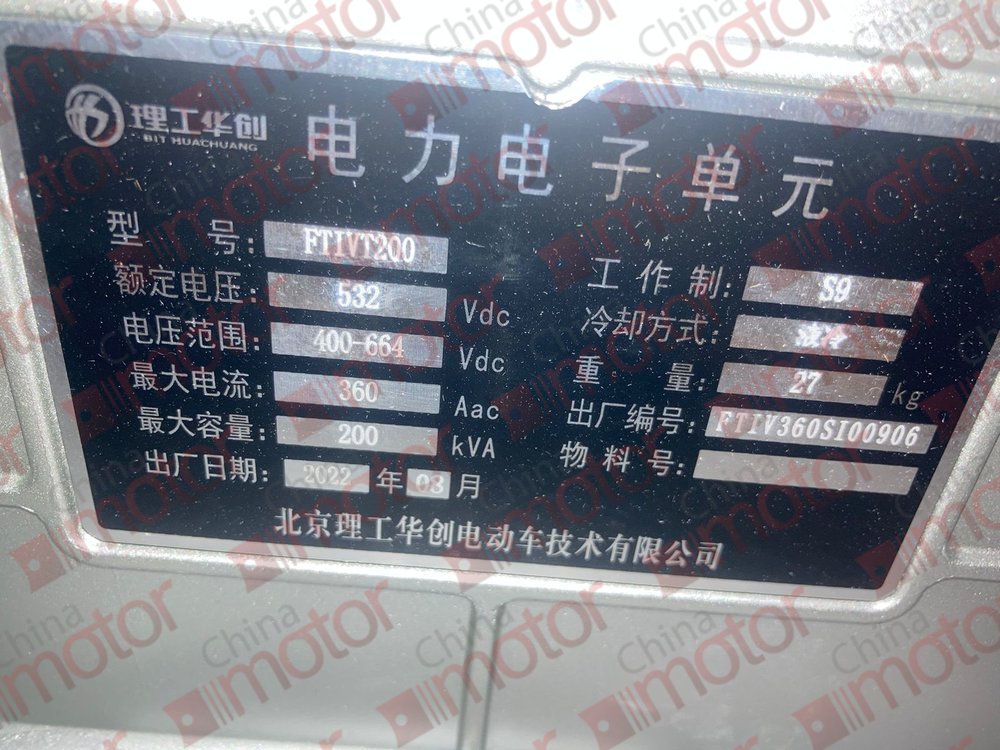 理工华创
BIT HUACHUANG
电力电子单元
型号: FTIVT200
额定电压: 532 Vdc
电压范围: 400-664 Vdc
最大电流: 360 Aac
最大容量: 200 kVA
出厂日期: 2022 年 03 月
工作制: S9
冷却方式: 液冷
重量: 27 kg
出厂编号: FTIV360SI00906
物料号:
北京理工华创电动车技术有限公司
China motor